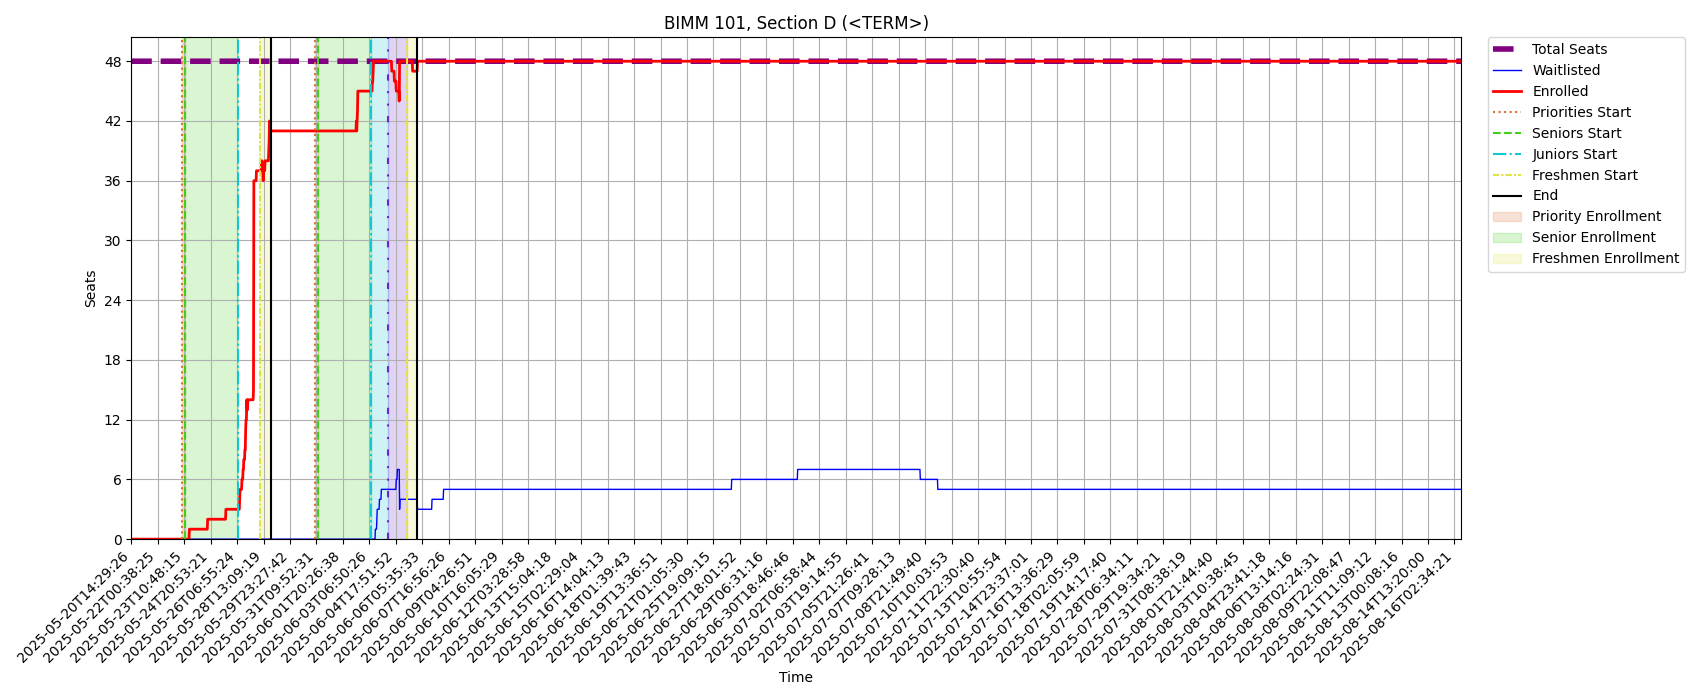 BIMM 101, Section D (<TERM>)
Total Seats
Waitlisted
Enrolled
Priorities Start
Seniors Start
Juniors Start
Freshmen Start
End
Priority Enrollment
Senior Enrollment
Freshmen Enrollment
Seats
48
42
36
30
24
18
12
6
0
2025-05-20T14:29:26
2025-05-22T00:38:25
2025-05-23T10:48:15
2025-05-24T20:53:21
2025-05-26T06:55:24
2025-05-28T13:09:19
2025-05-29T23:27:42
2025-05-31T09:52:31
2025-06-01T20:26:38
2025-06-03T06:50:26
2025-06-04T17:51:52
2025-06-06T05:35:33
2025-06-07T16:56:26
2025-06-09T04:26:51
2025-06-10T16:05:29
2025-06-12T03:28:58
2025-06-13T15:04:18
2025-06-15T02:29:04
2025-06-16T14:04:13
2025-06-18T01:39:43
2025-06-19T13:36:51
2025-06-21T01:05:30
2025-06-25T19:09:15
2025-06-27T18:01:52
2025-06-29T06:31:16
2025-06-30T18:46:46
2025-07-02T06:58:44
2025-07-03T19:14:55
2025-07-05T21:26:41
2025-07-07T09:28:13
2025-07-08T21:49:40
2025-07-10T10:03:53
2025-07-11T22:30:40
2025-07-13T10:55:54
2025-07-14T23:37:01
2025-07-16T13:36:29
2025-07-18T02:05:59
2025-07-19T14:17:40
2025-07-28T06:34:11
2025-07-29T19:34:21
2025-07-31T08:38:19
2025-08-01T21:44:40
2025-08-03T10:38:45
2025-08-04T23:41:18
2025-08-06T13:14:16
2025-08-08T02:24:31
2025-08-09T22:08:47
2025-08-11T11:09:12
2025-08-13T00:08:16
2025-08-14T13:20:00
2025-08-16T02:34:21
Time